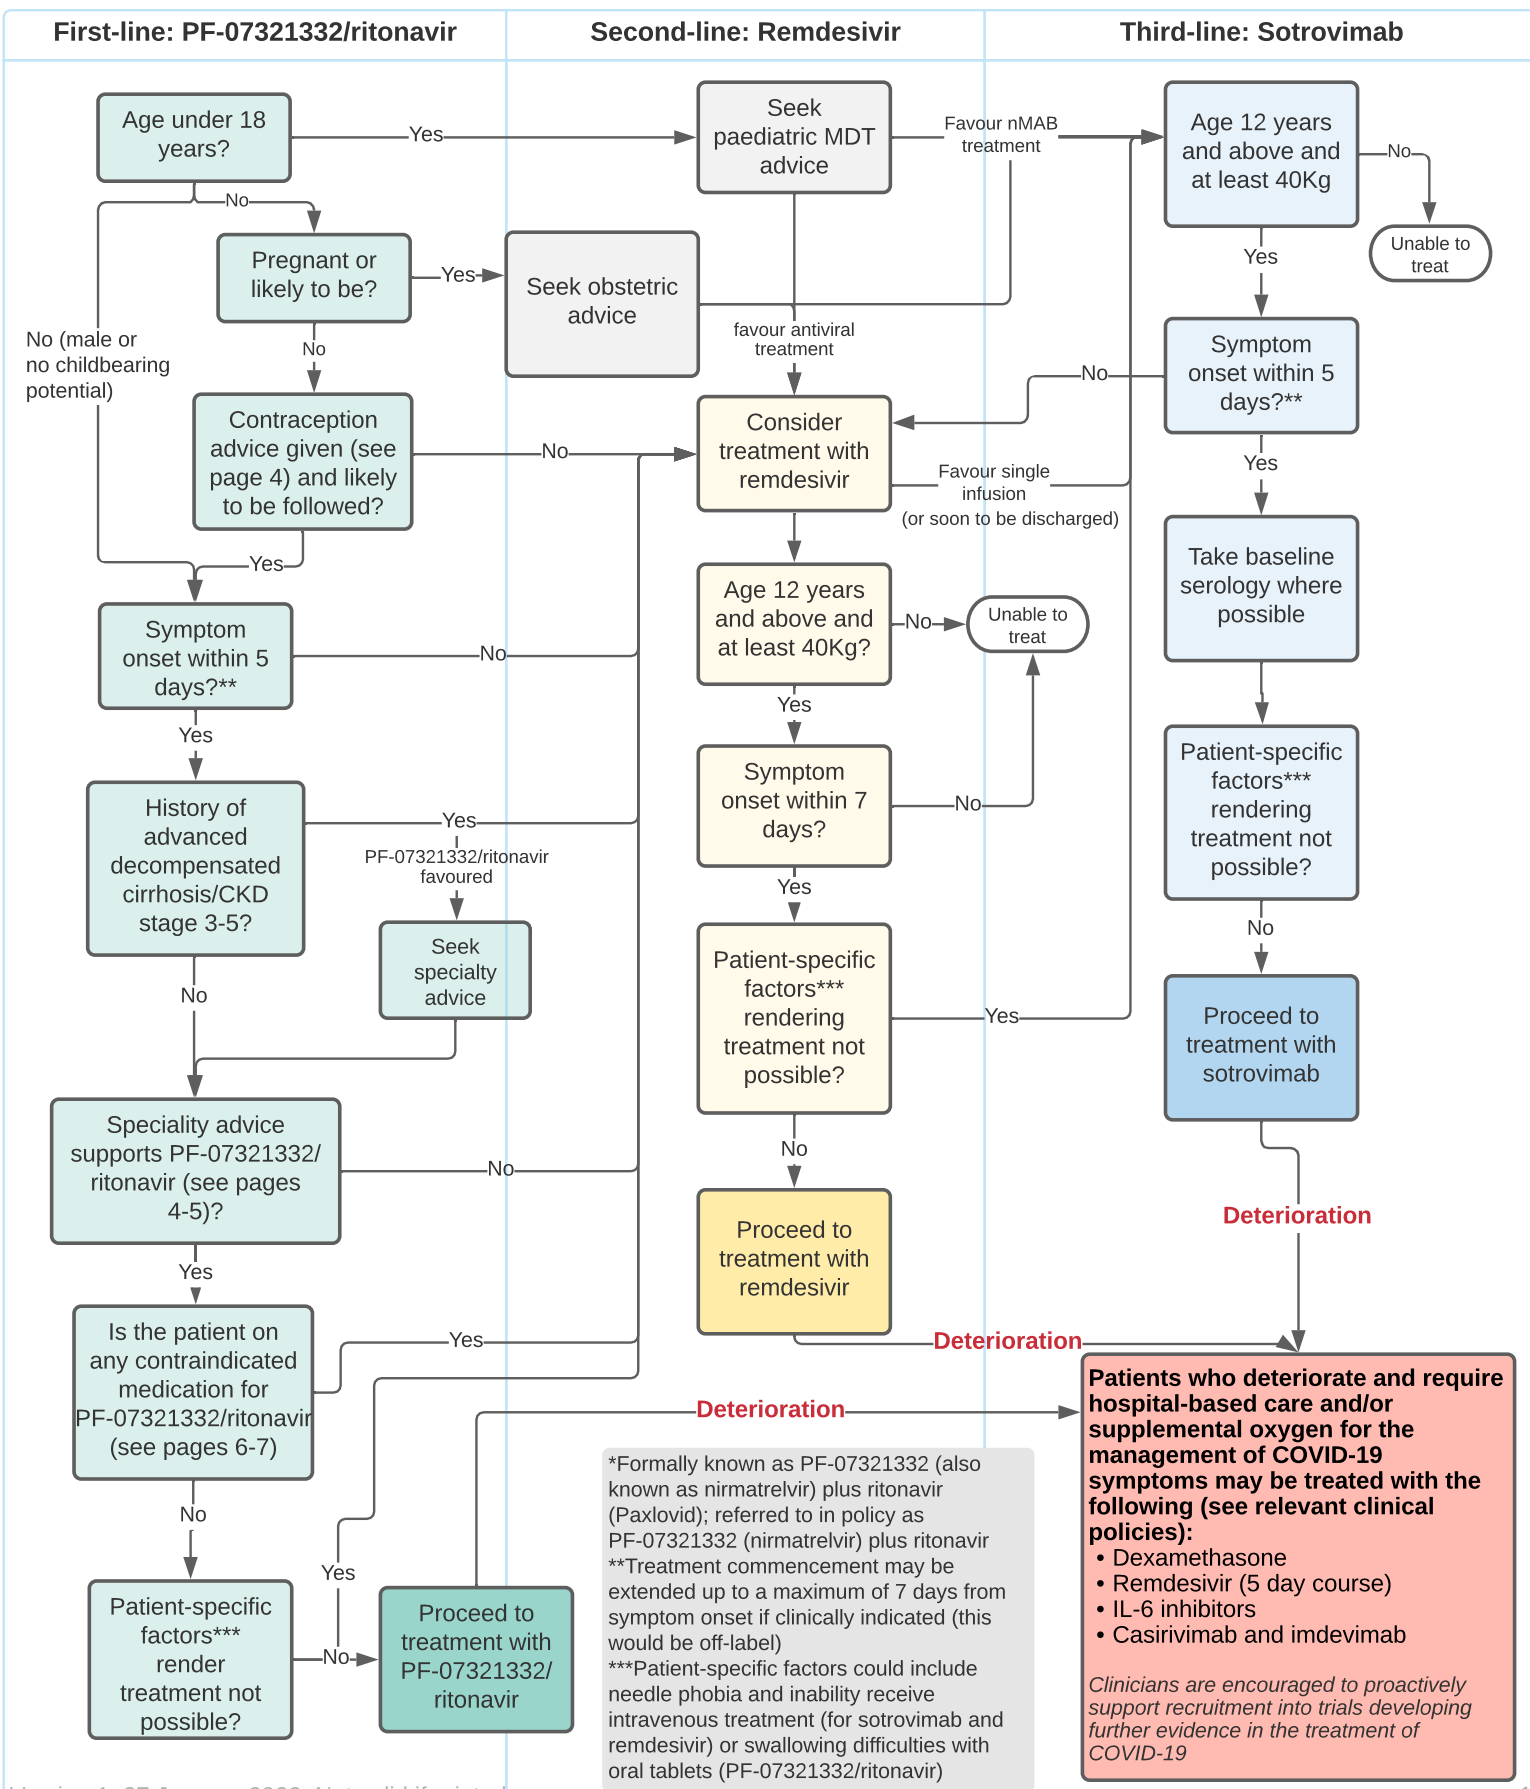 First-line: PF-07321332/ritonavir
Second-line: Remdesivir
Third-line: Sotrovimab
Age under 18
years?
Yes
No
No (male or
no childbearing
potential)
Pregnant or
likely to be?
Yes
No
Contraception
advice given (see
page 4) and likely
to be followed?
No
Yes
Symptom
onset within 5
days?**
No
Yes
History of
advanced
decompensated
cirrhosis/CKD
stage 3-5?
Yes
PF-07321332/ritonavir
favoured
Seek
specialty
advice
No
Speciality advice
supports PF-07321332/
ritonavir (see pages
4-5)?
No
Yes
Is the patient on
any contraindicated
medication for
PF-07321332/ritonavir
(see pages 6-7)
Yes
No
Patient-specific
factors***
render
treatment not
possible?
Yes
No
Proceed to
treatment with
PF-07321332/
ritonavir
Deterioration
Seek
paediatric MDT
advice
Favour nMAB
treatment
Seek obstetric
advice
favour antiviral
treatment
Consider
treatment with
remdesivir
Favour single
infusion
(or soon to be discharged)
Age 12 years
and above and
at least 40Kg?
No
Unable to
treat
Yes
Symptom
onset within 7
days?
No
Yes
Patient-specific
factors***
rendering
treatment not
possible?
Yes
No
Proceed to
treatment with
remdesivir
Deterioration
Age 12 years
and above and
at least 40Kg
No
Unable to
treat
Yes
Symptom
onset within 5
days?**
No
Yes
Take baseline
serology where
possible
Patient-specific
factors***
rendering
treatment not
possible?
No
Proceed to
treatment with
sotrovimab
Deterioration
Patients who deteriorate and require
hospital-based care and/or
supplemental oxygen for the
management of COVID-19
symptoms may be treated with the
following (see relevant clinical
policies):
• Dexamethasone
• Remdesivir (5 day course)
• IL-6 inhibitors
• Casirivimab and imdevimab
Clinicians are encouraged to proactively
support recruitment into trials developing
further evidence in the treatment of
COVID-19
*Formally known as PF-07321332 (also
known as nirmatrelvir) plus ritonavir
(Paxlovid); referred to in policy as
PF-07321332 (nirmatrelvir) plus ritonavir
**Treatment commencement may be
extended up to a maximum of 7 days from
symptom onset if clinically indicated (this
would be off-label)
***Patient-specific factors could include
needle phobia and inability receive
intravenous treatment (for sotrovimab and
remdesivir) or swallowing difficulties with
oral tablets (PF-07321332/ritonavir)